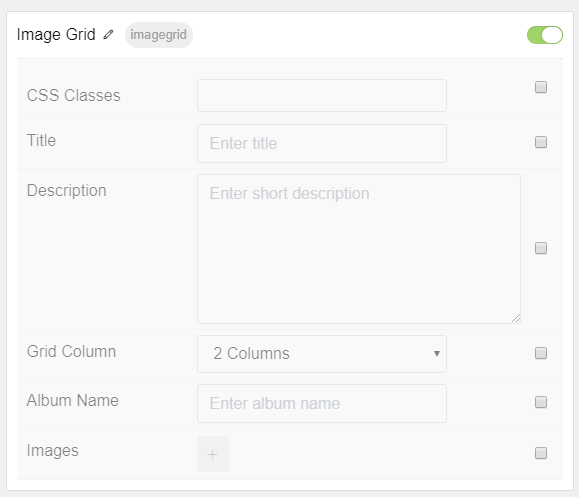 Image Grid imagegrid
CSS Classes
Title Enter title
Description Enter short description
Grid Column 2 Columns
Album Name Enter album name
Images +